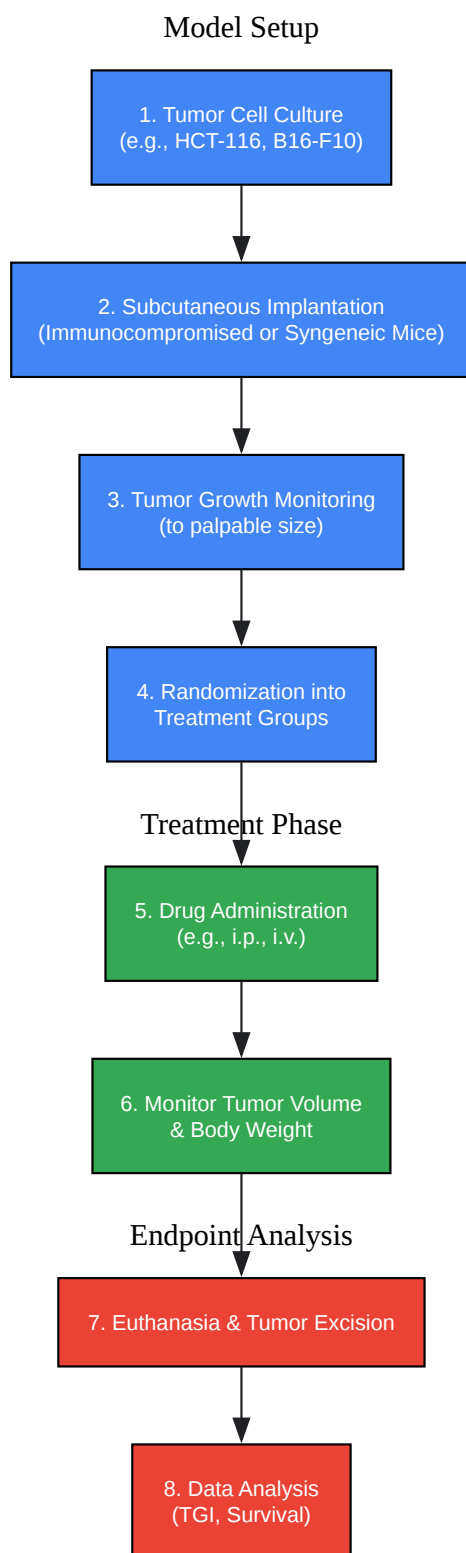 Model Setup
1. Tumor Cell Culture
(e.g., HCT-116, B16-F10)
2. Subcutaneous Implantation
(Immunocompromised or Syngeneic Mice)
3. Tumor Growth Monitoring
(to palpable size)
4. Randomization into
Treatment Groups
Treatment Phase
5. Drug Administration
(e.g., i.p., i.v.)
6. Monitor Tumor Volume
& Body Weight
Endpoint Analysis
7. Euthanasia & Tumor Excision
8. Data Analysis
(TGI, Survival)